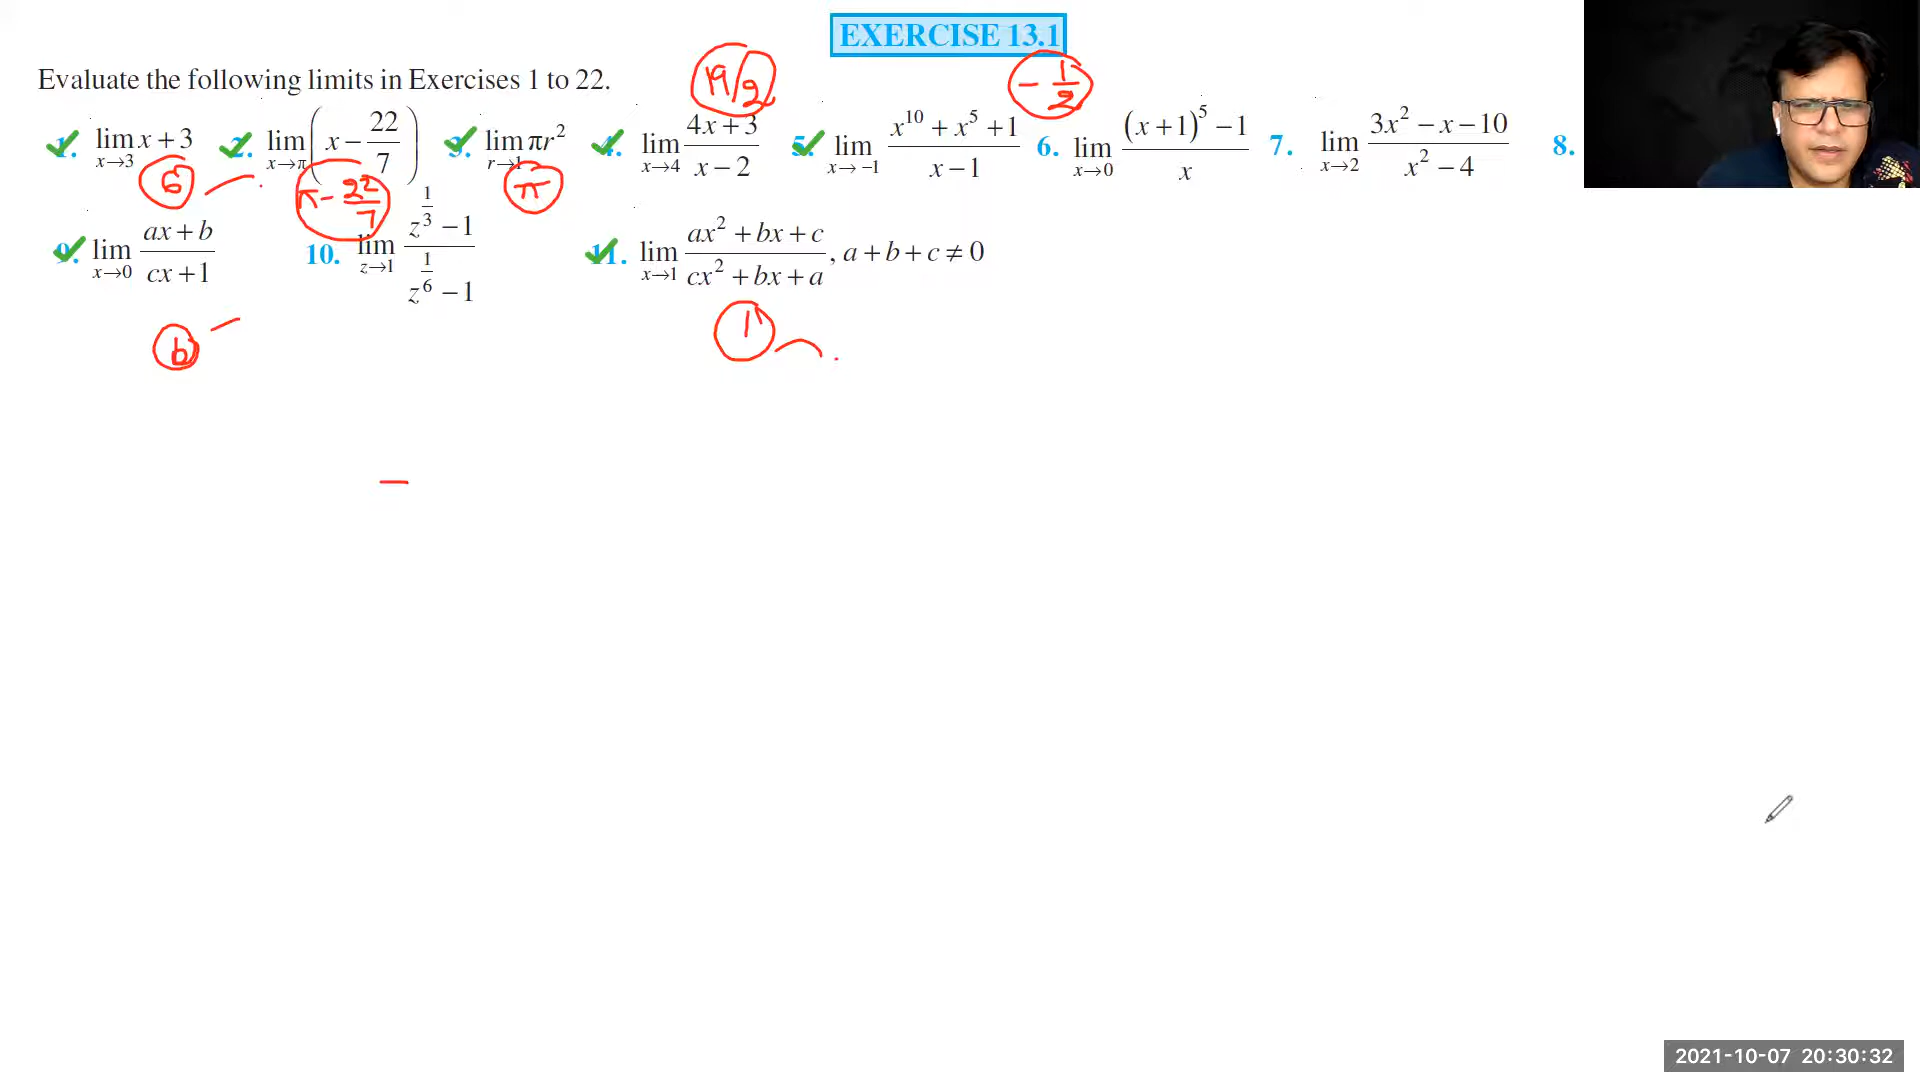 EXERCISE 13.1
Evaluate the following limits in Exercises 1 to 22.
1. lim x→3 x + 3
6
2. lim x→π (x − 22/7)
π − 22/7
3. lim r→1 πr²
π
4. lim x→4 (4x + 3)/(x − 2)
19/2
5. lim x→−1 (x¹⁰ + x⁵ + 1)/(x − 1)
− 1/2
6. lim x→0 ((x + 1)⁵ − 1)/x
7. lim x→2 (3x² − x − 10)/(x² − 4)
8.
9. lim x→0 (ax + b)/(cx + 1)
b
10. lim z→1 (z^(1/3) − 1)/(z^(1/6) − 1)
11. lim x→1 (ax² + bx + c)/(cx² + bx + a), a + b + c ≠ 0
1
2021-10-07 20:30:32